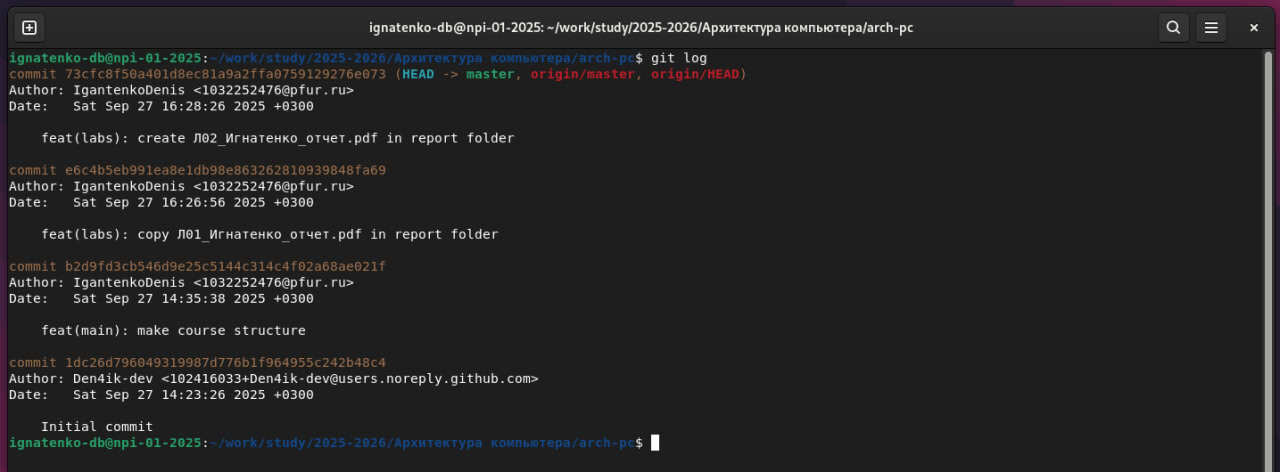 ignatenko-db@npi-01-2025: ~/work/study/2025-2026/Архитектура компьютера/arch-pc
ignatenko-db@npi-01-2025:~/work/study/2025-2026/Архитектура компьютера/arch-pc$ git log
commit 73cfc8f50a401d8ec81a9a2ffa0759129276e073 (HEAD -> master, origin/master, origin/HEAD)
Author: IgantenkoDenis <1032252476@pfur.ru>
Date:   Sat Sep 27 16:28:26 2025 +0300
    feat(labs): create Л02_Игнатенко_отчет.pdf in report folder
commit e6c4b5eb991ea8e1db98e863262810939848fa69
Author: IgantenkoDenis <1032252476@pfur.ru>
Date:   Sat Sep 27 16:26:56 2025 +0300
    feat(labs): copy Л01_Игнатенко_отчет.pdf in report folder
commit b2d9fd3cb546d9e25c5144c314c4f02a68ae021f
Author: IgantenkoDenis <1032252476@pfur.ru>
Date:   Sat Sep 27 14:35:38 2025 +0300
    feat(main): make course structure
commit 1dc26d796049319987d776b1f964955c242b48c4
Author: Den4ik-dev <102416033+Den4ik-dev@users.noreply.github.com>
Date:   Sat Sep 27 14:23:26 2025 +0300
    Initial commit
ignatenko-db@npi-01-2025:~/work/study/2025-2026/Архитектура компьютера/arch-pc$